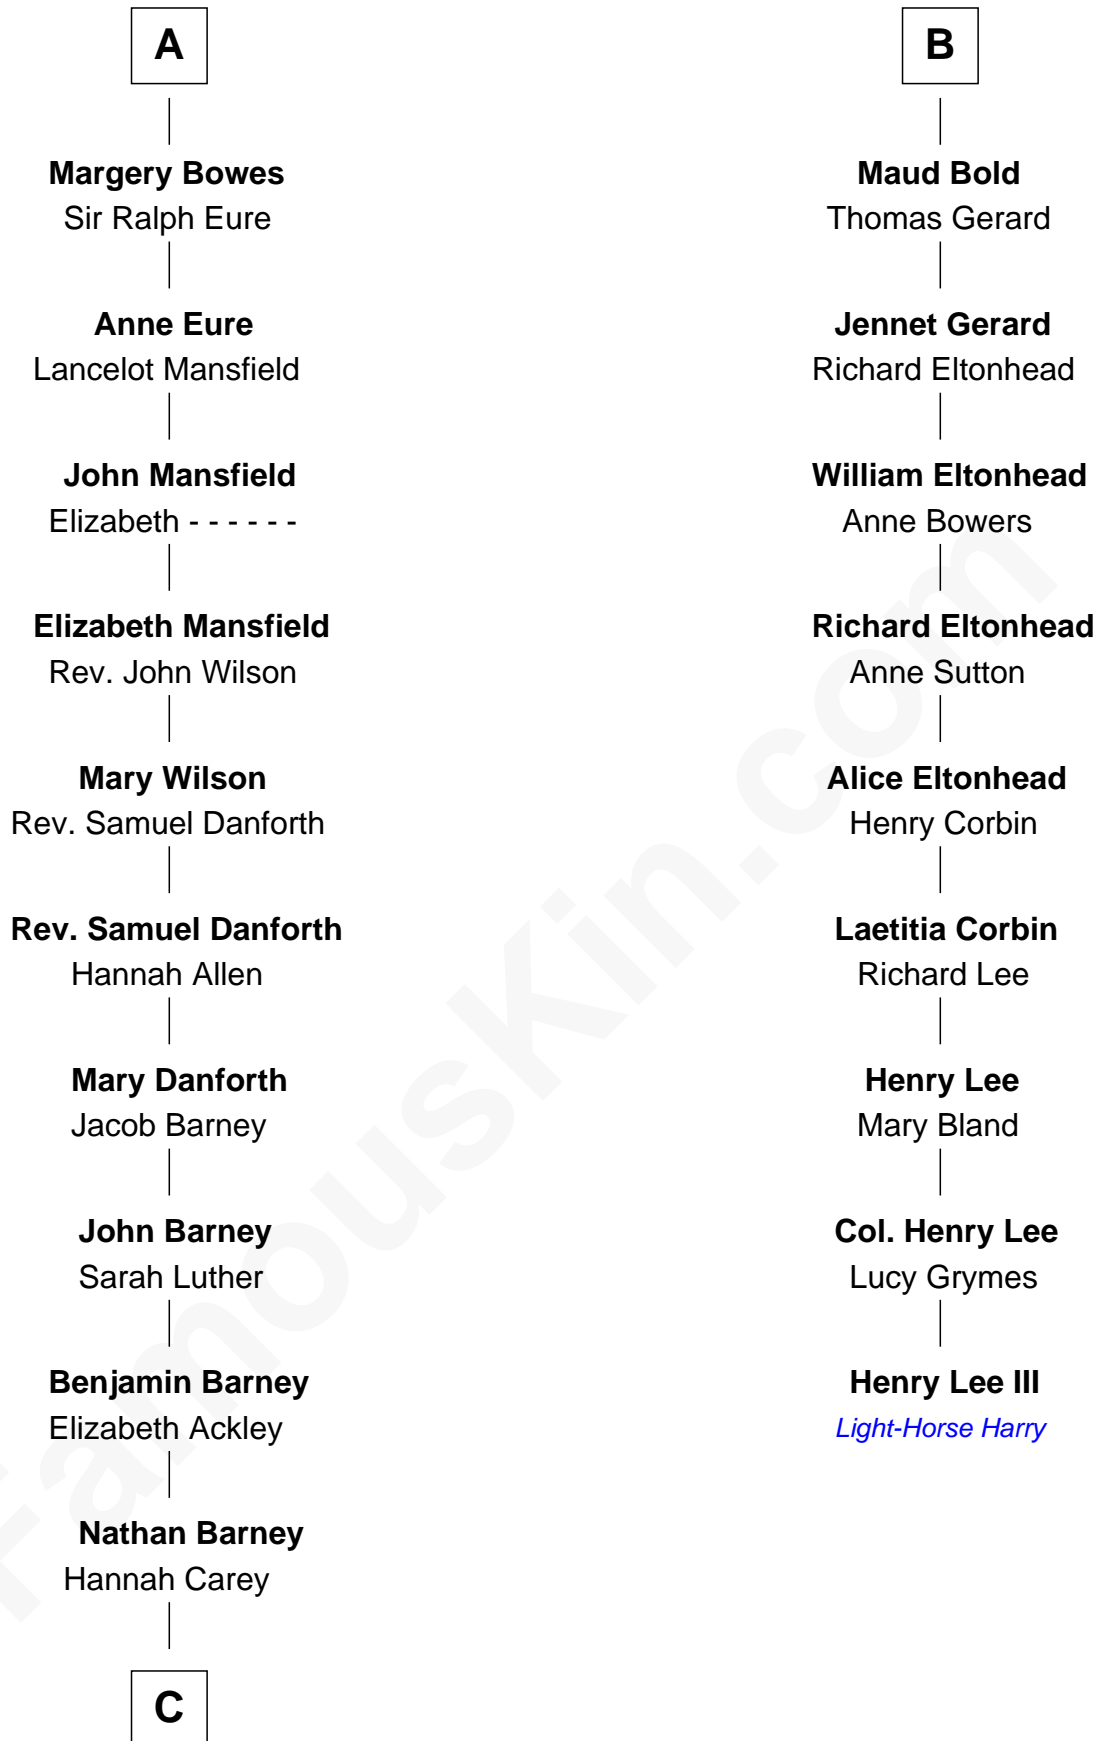 A
Margery Bowes
Sir Ralph Eure
Anne Eure
Lancelot Mansfield
John Mansfield
Elizabeth - - - - - -
Elizabeth Mansfield
Rev. John Wilson
Mary Wilson
Rev. Samuel Danforth
Rev. Samuel Danforth
Hannah Allen
Mary Danforth
Jacob Barney
John Barney
Sarah Luther
Benjamin Barney
Elizabeth Ackley
Nathan Barney
Hannah Carey
C
B
Maud Bold
Thomas Gerard
Jennet Gerard
Richard Eltonhead
William Eltonhead
Anne Bowers
Richard Eltonhead
Anne Sutton
Alice Eltonhead
Henry Corbin
Laetitia Corbin
Richard Lee
Henry Lee
Mary Bland
Col. Henry Lee
Lucy Grymes
Henry Lee III
Light-Horse Harry
FamousKin.com